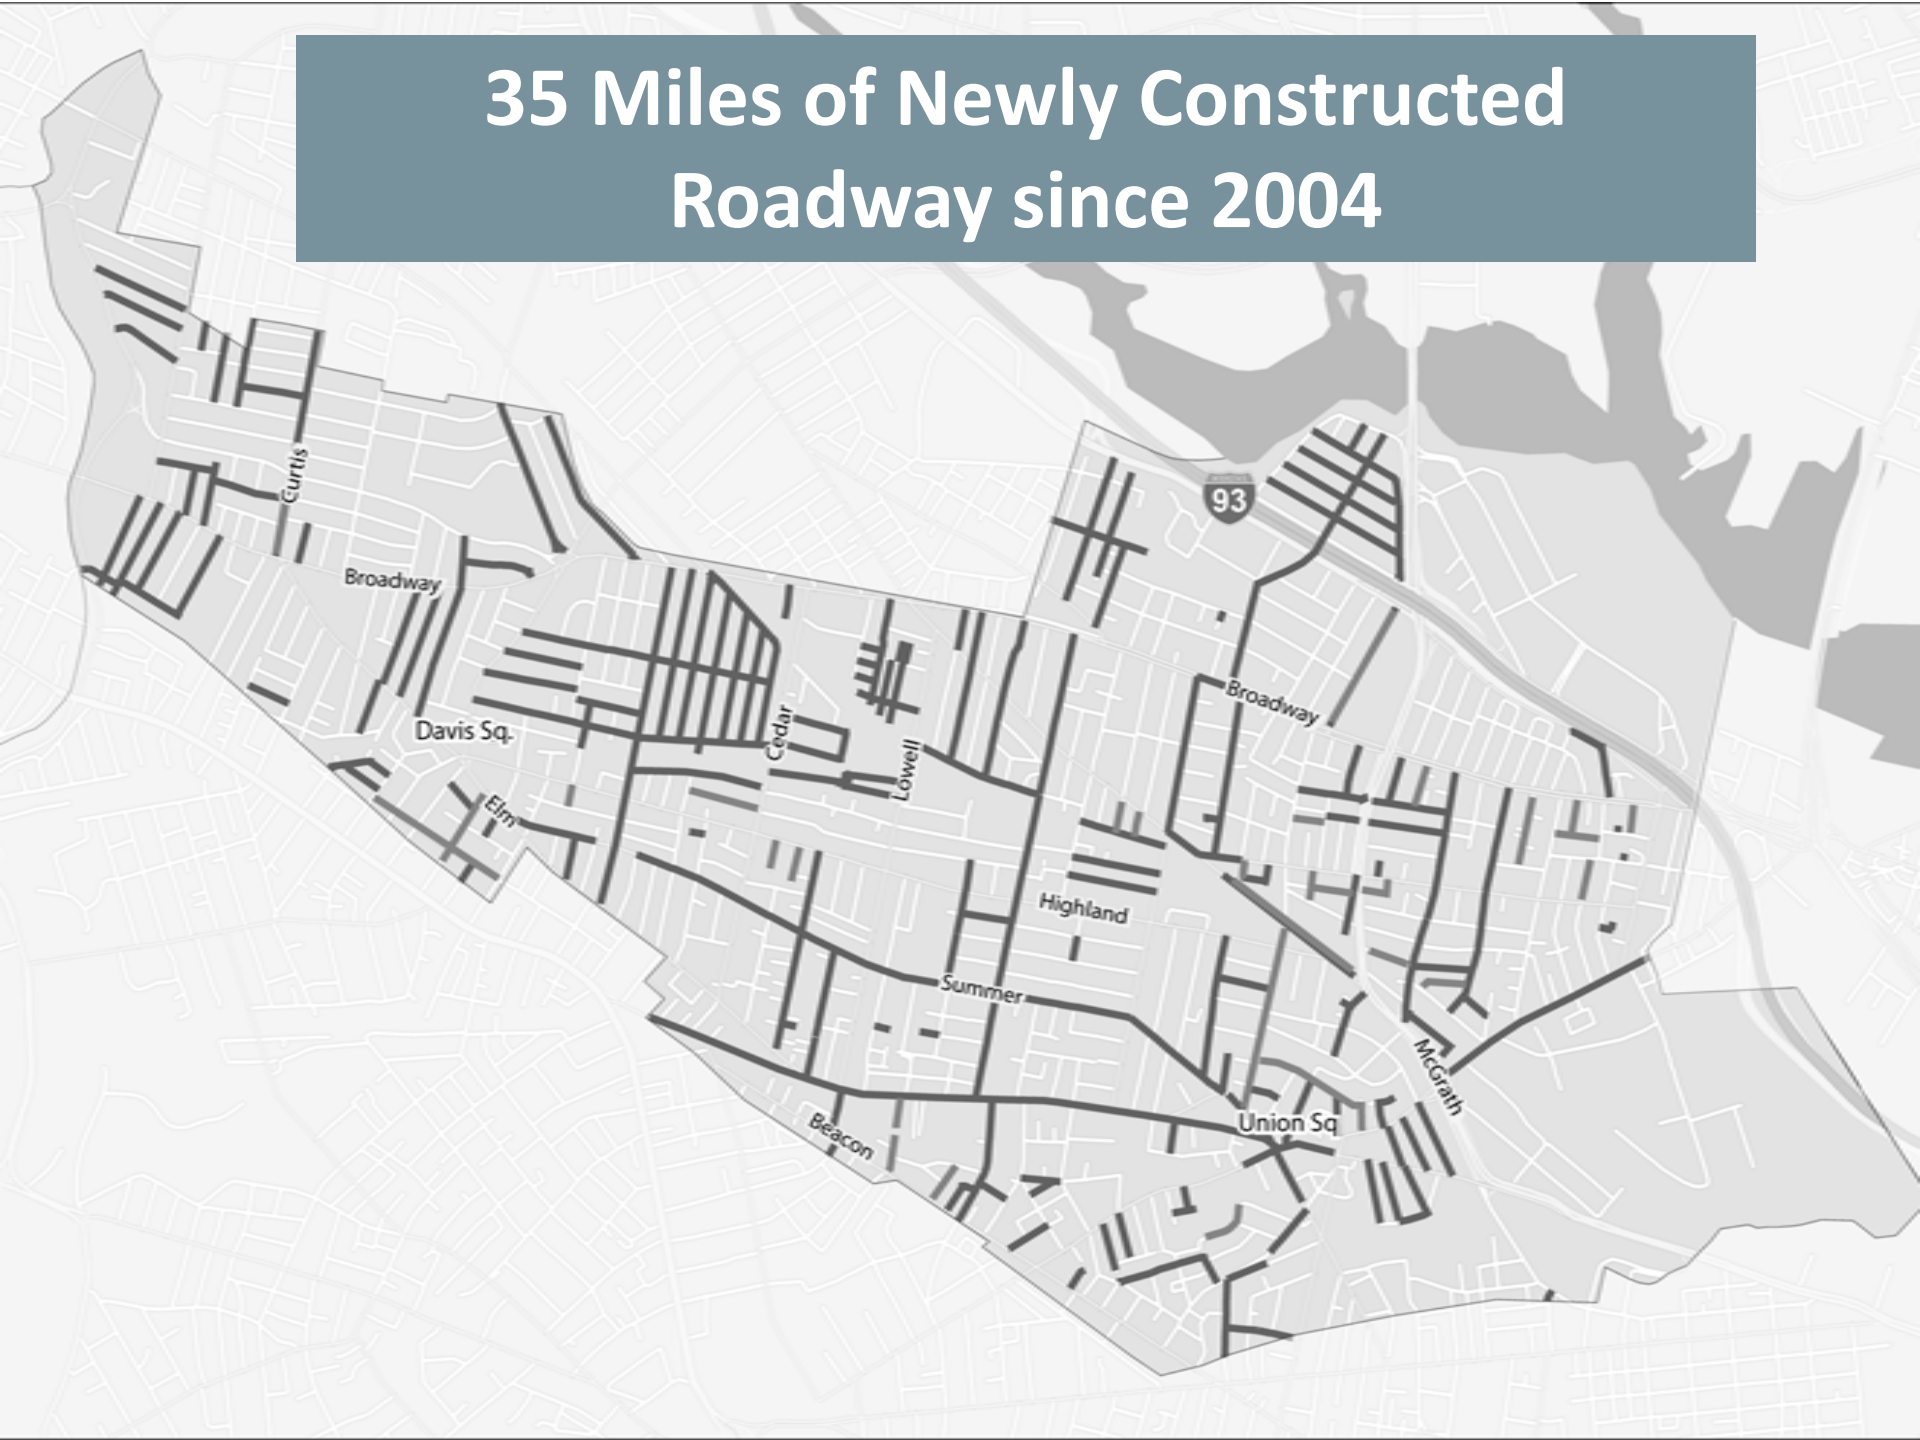 35 Miles of Newly Constructed
Roadway since 2004
Curtis
93
Broadway
Broadway
Davis Sq.
Cedar
Lowell
Elm
Highland
Summer
McGrath
Union Sq
Beacon